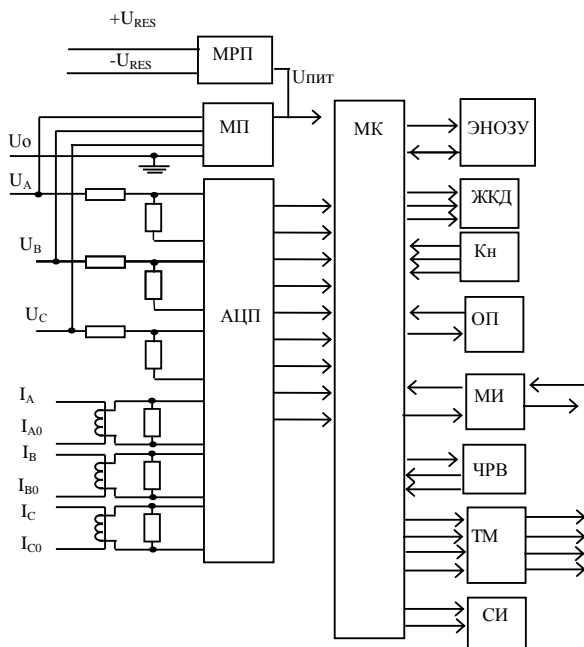 +U_RES
МРП
-U_RES
Uпит
МП
МК
ЭНОЗУ
Uo
U_A
ЖКД
U_B
Кн
U_C
АЦП
ОП
I_A
МИ
I_A0
I_B
ЧРВ
I_B0
I_C
ТМ
I_C0
СИ